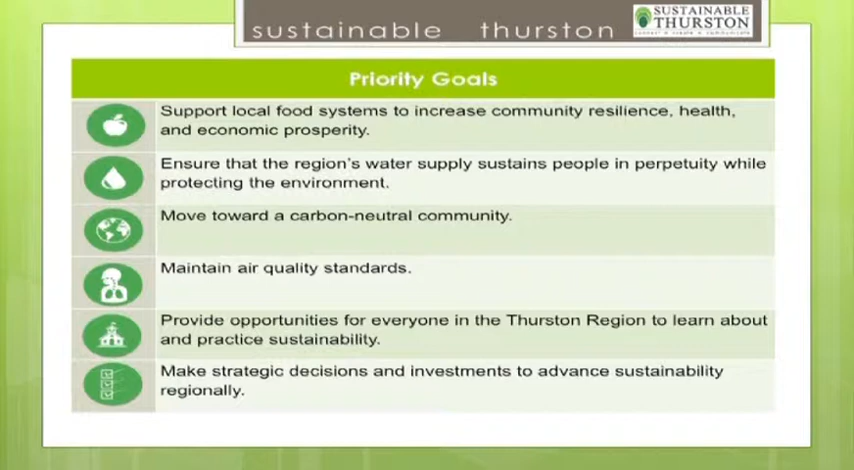 sustainable thurston
SUSTAINABLE
THURSTON
Priority Goals
Support local food systems to increase community resilience, health,
and economic prosperity.
Ensure that the region's water supply sustains people in perpetuity while
protecting the environment.
Move toward a carbon-neutral community.
Maintain air quality standards.
Provide opportunities for everyone in the Thurston Region to learn about
and practice sustainability.
Make strategic decisions and investments to advance sustainability
regionally.